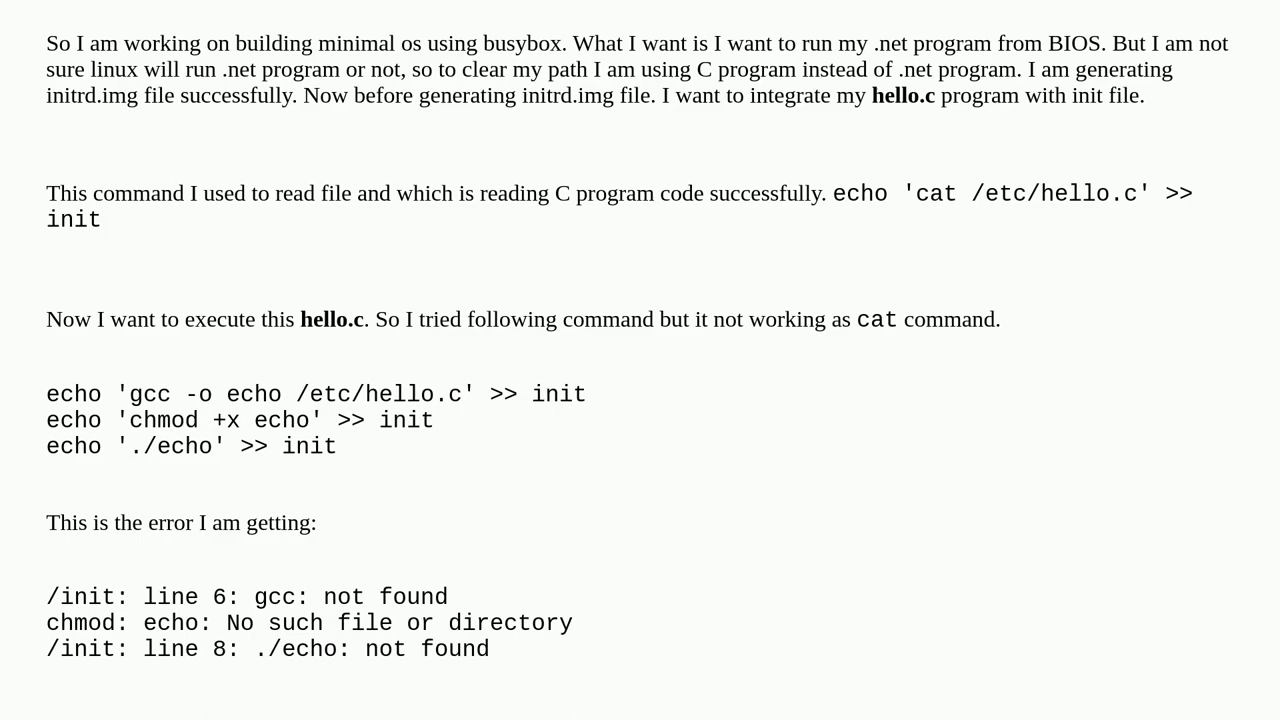 So I am working on building minimal os using busybox. What I want is I want to run my .net program from BIOS. But I am not
sure linux will run .net program or not, so to clear my path I am using C program instead of .net program. I am generating
initrd.img file successfully. Now before generating initrd.img file. I want to integrate my hello.c program with init file.
This command I used to read file and which is reading C program code successfully. echo 'cat /etc/hello.c' >>
init
Now I want to execute this hello.c. So I tried following command but it not working as cat command.
echo 'gcc -o echo /etc/hello.c' >> init
echo 'chmod +x echo' >> init
echo './echo' >> init
This is the error I am getting:
/init: line 6: gcc: not found
chmod: echo: No such file or directory
/init: line 8: ./echo: not found